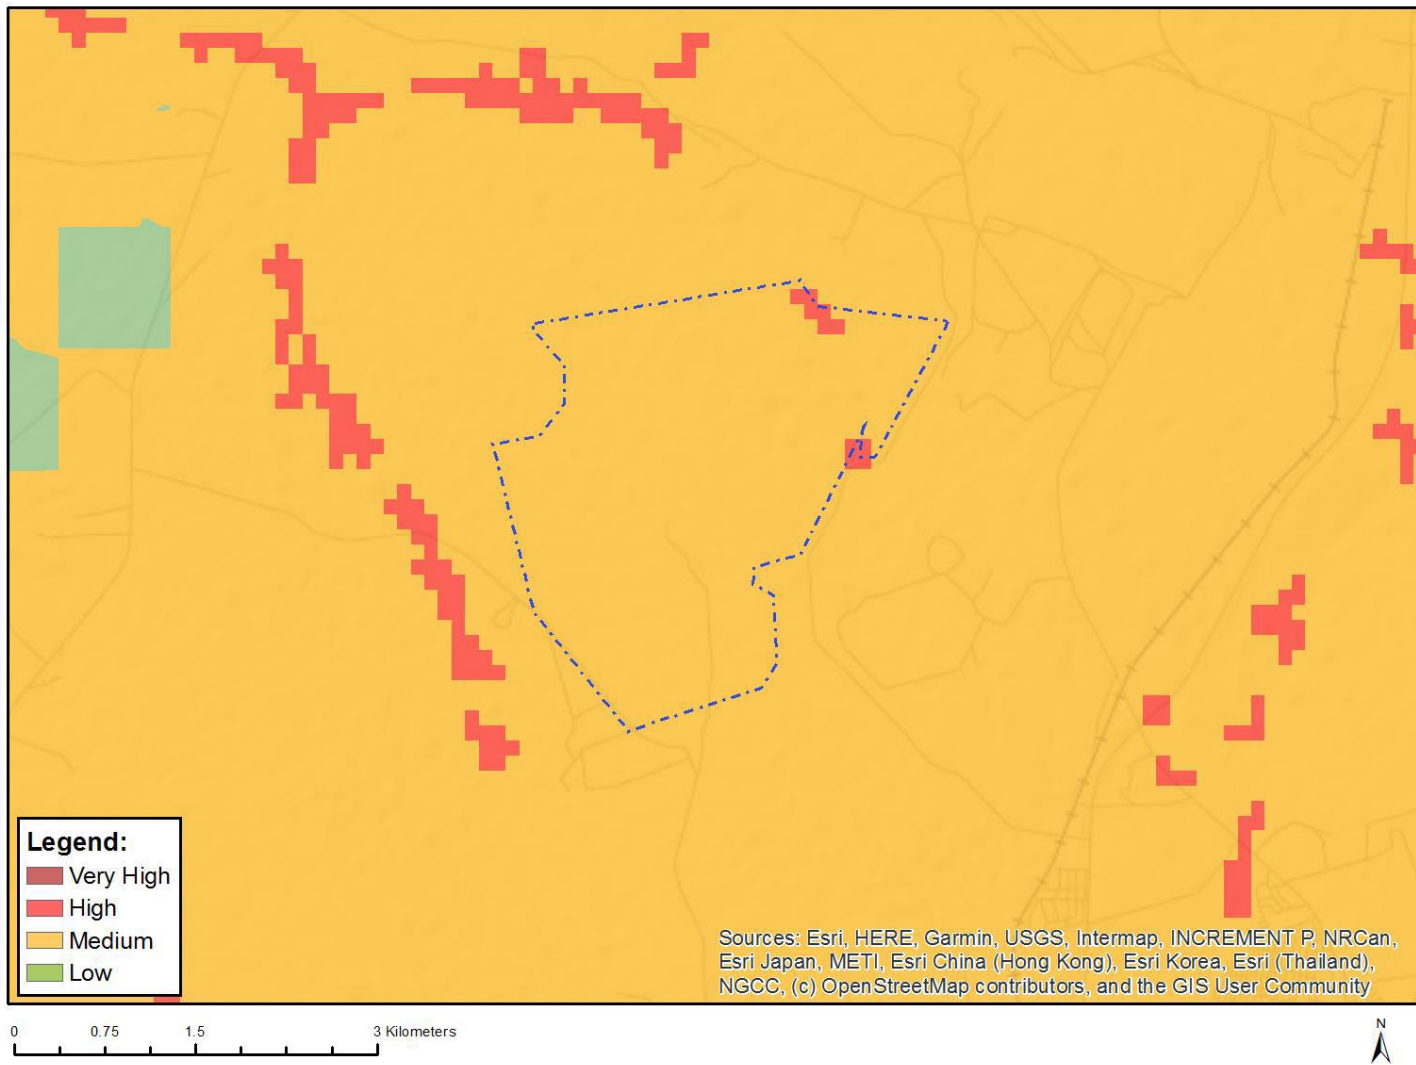 Legend:
Very High
High
Medium
Low
Sources: Esri, HERE, Garmin, USGS, Intermap, INCREMENT P, NRCan,
Esri Japan, METI, Esri China (Hong Kong), Esri Korea, Esri (Thailand),
NGCC, (c) OpenStreetMap contributors, and the GIS User Community
0 0.75 1.5 3 Kilometers
N